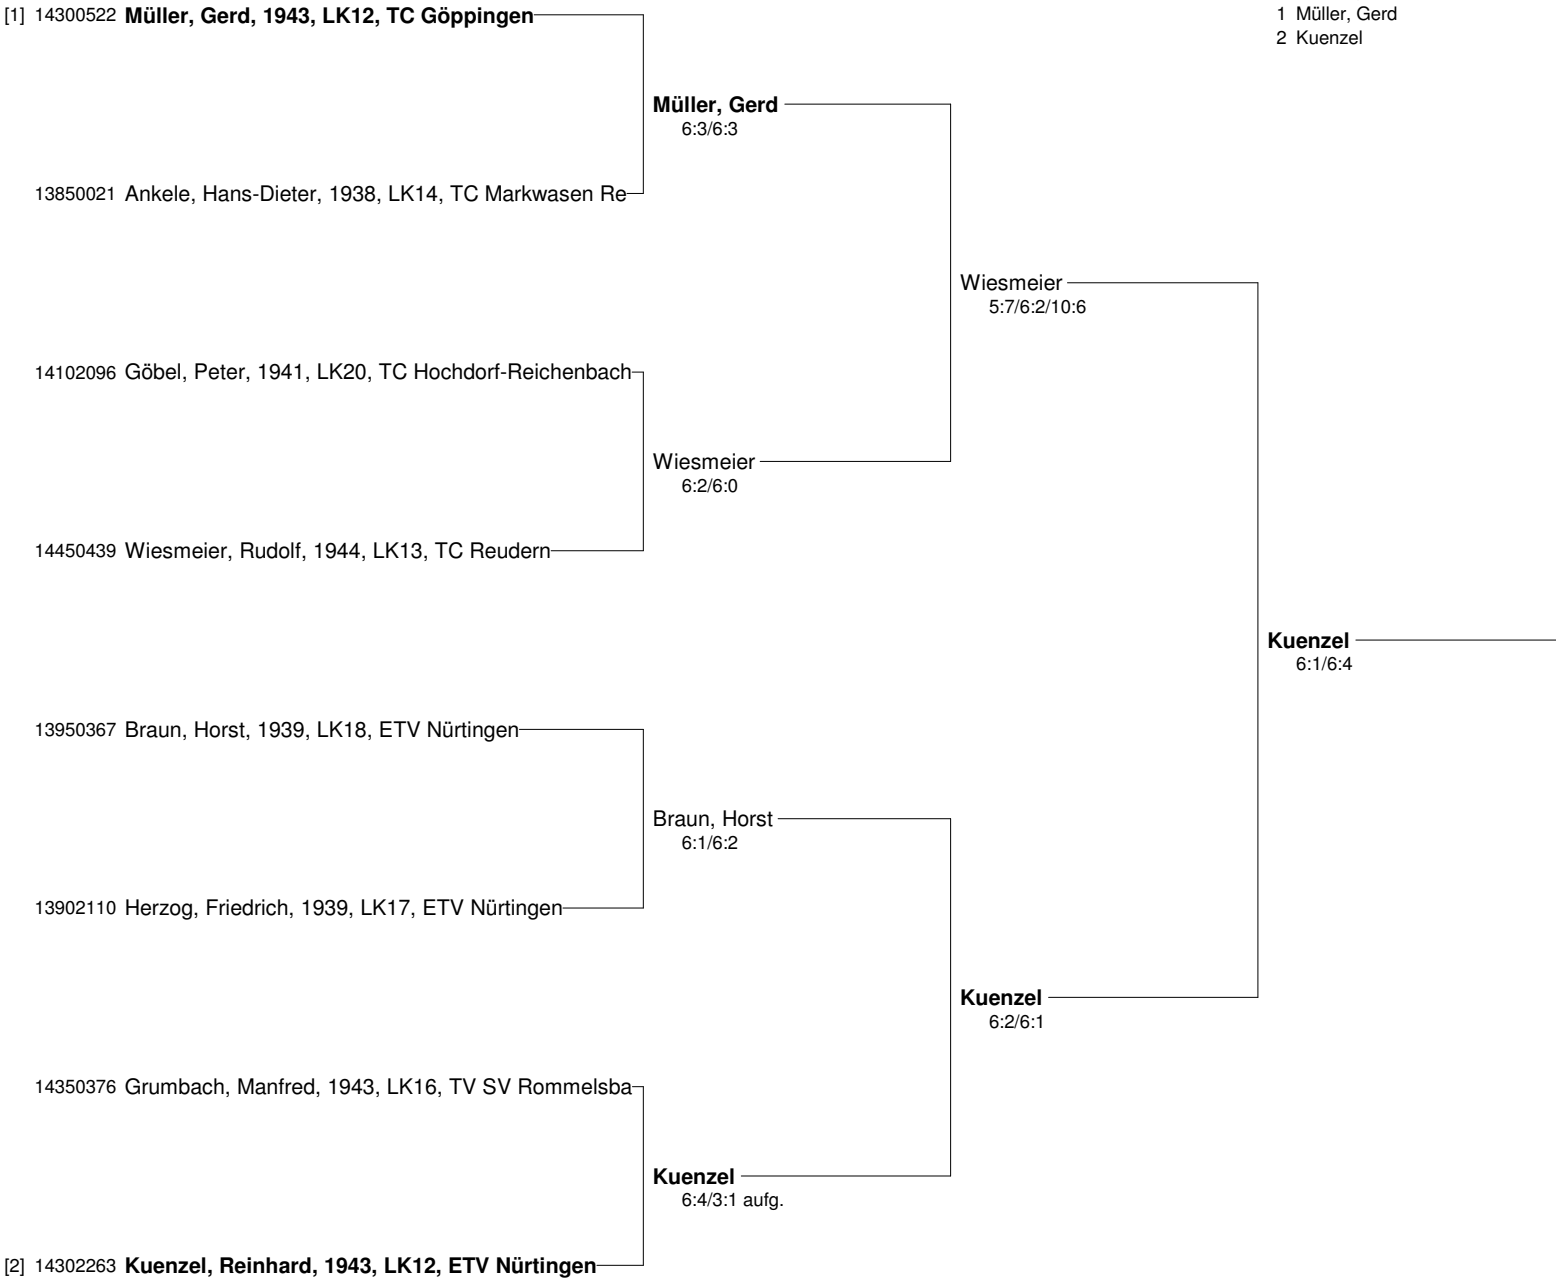 [1] 14300522 Müller, Gerd, 1943, LK12, TC Göppingen
1 Müller, Gerd
2 Kuenzel
Müller, Gerd
6:3/6:3
13850021 Ankele, Hans-Dieter, 1938, LK14, TC Markwasen Re
Wiesmeier
5:7/6:2/10:6
14102096 Göbel, Peter, 1941, LK20, TC Hochdorf-Reichenbach
Wiesmeier
6:2/6:0
14450439 Wiesmeier, Rudolf, 1944, LK13, TC Reudern
Kuenzel
6:1/6:4
13950367 Braun, Horst, 1939, LK18, ETV Nürtingen
Braun, Horst
6:1/6:2
13902110 Herzog, Friedrich, 1939, LK17, ETV Nürtingen
Kuenzel
6:2/6:1
14350376 Grumbach, Manfred, 1943, LK16, TV SV Rommelsba
Kuenzel
6:4/3:1 aufg.
[2] 14302263 Kuenzel, Reinhard, 1943, LK12, ETV Nürtingen